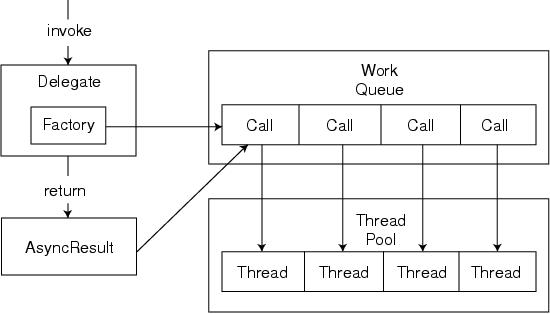 invoke
Delegate
Factory
return
AsyncResult
Work
Queue
Call Call Call Call
Thread
Pool
Thread Thread Thread Thread